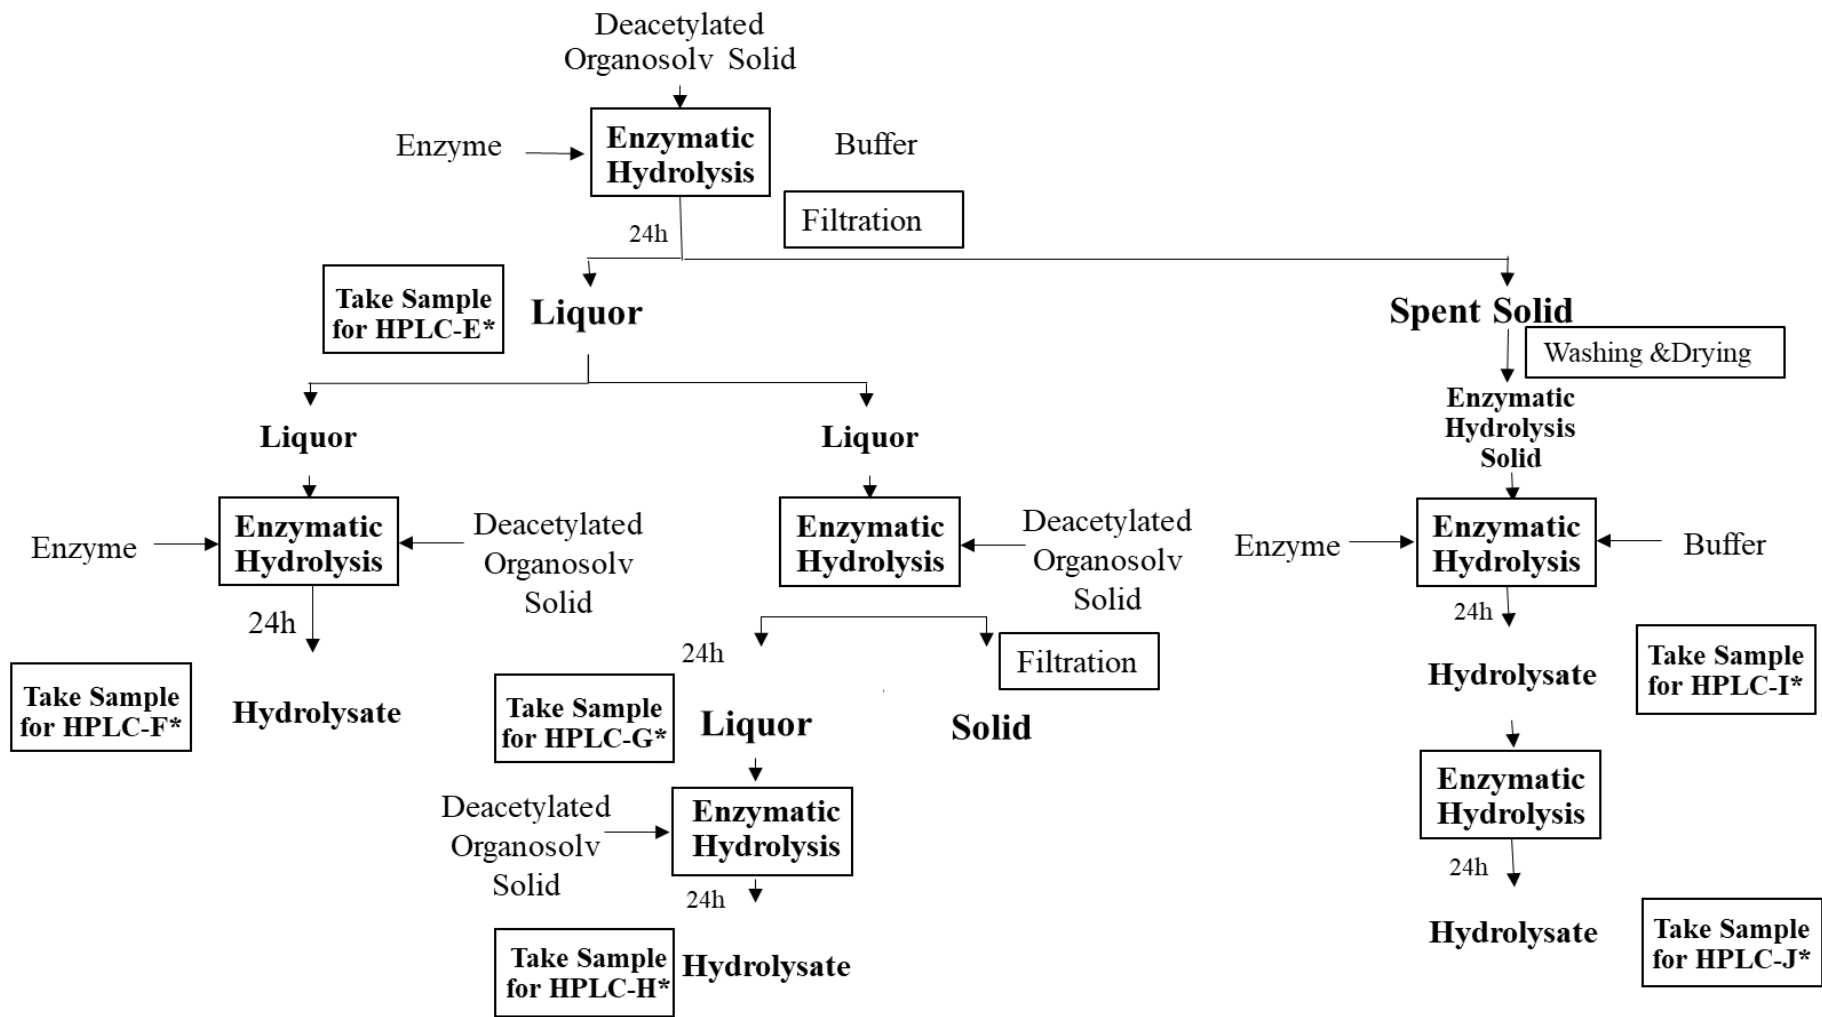 Deacetylated
Organosolv Solid
Enzyme
Enzymatic
Hydrolysis
Buffer
Filtration
24h
Take Sample
for HPLC-E*
Liquor
Spent Solid
Washing &Drying
Liquor
Liquor
Enzymatic
Hydrolysis
Solid
Enzyme
Enzymatic
Hydrolysis
Deacetylated
Organosolv
Solid
Enzymatic
Hydrolysis
Deacetylated
Organosolv
Solid
Enzyme
Enzymatic
Hydrolysis
Buffer
24h
24h
Filtration
24h
Take Sample
for HPLC-F*
Hydrolysate
Take Sample
for HPLC-G*
Liquor
Solid
Hydrolysate
Take Sample
for HPLC-I*
Deacetylated
Organosolv
Solid
Enzymatic
Hydrolysis
Enzymatic
Hydrolysis
24h
24h
Take Sample
for HPLC-H*
Hydrolysate
Hydrolysate
Take Sample
for HPLC-J*